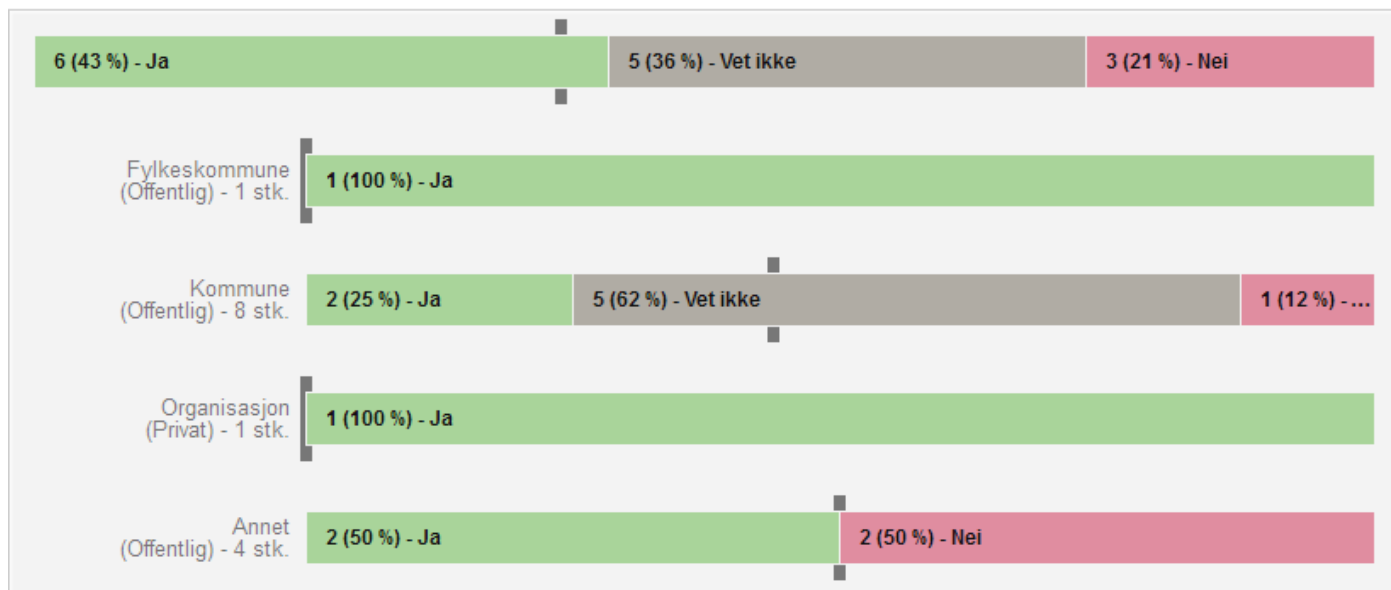 6 (43 %) - Ja 5 (36 %) - Vet ikke 3 (21 %) - Nei
Fylkeskommune
(Offentlig) - 1 stk.
1 (100 %) - Ja
Kommune
(Offentlig) - 8 stk.
2 (25 %) - Ja 5 (62 %) - Vet ikke 1 (12 %) - ...
Organisasjon
(Privat) - 1 stk.
1 (100 %) - Ja
Annet
(Offentlig) - 4 stk.
2 (50 %) - Ja 2 (50 %) - Nei